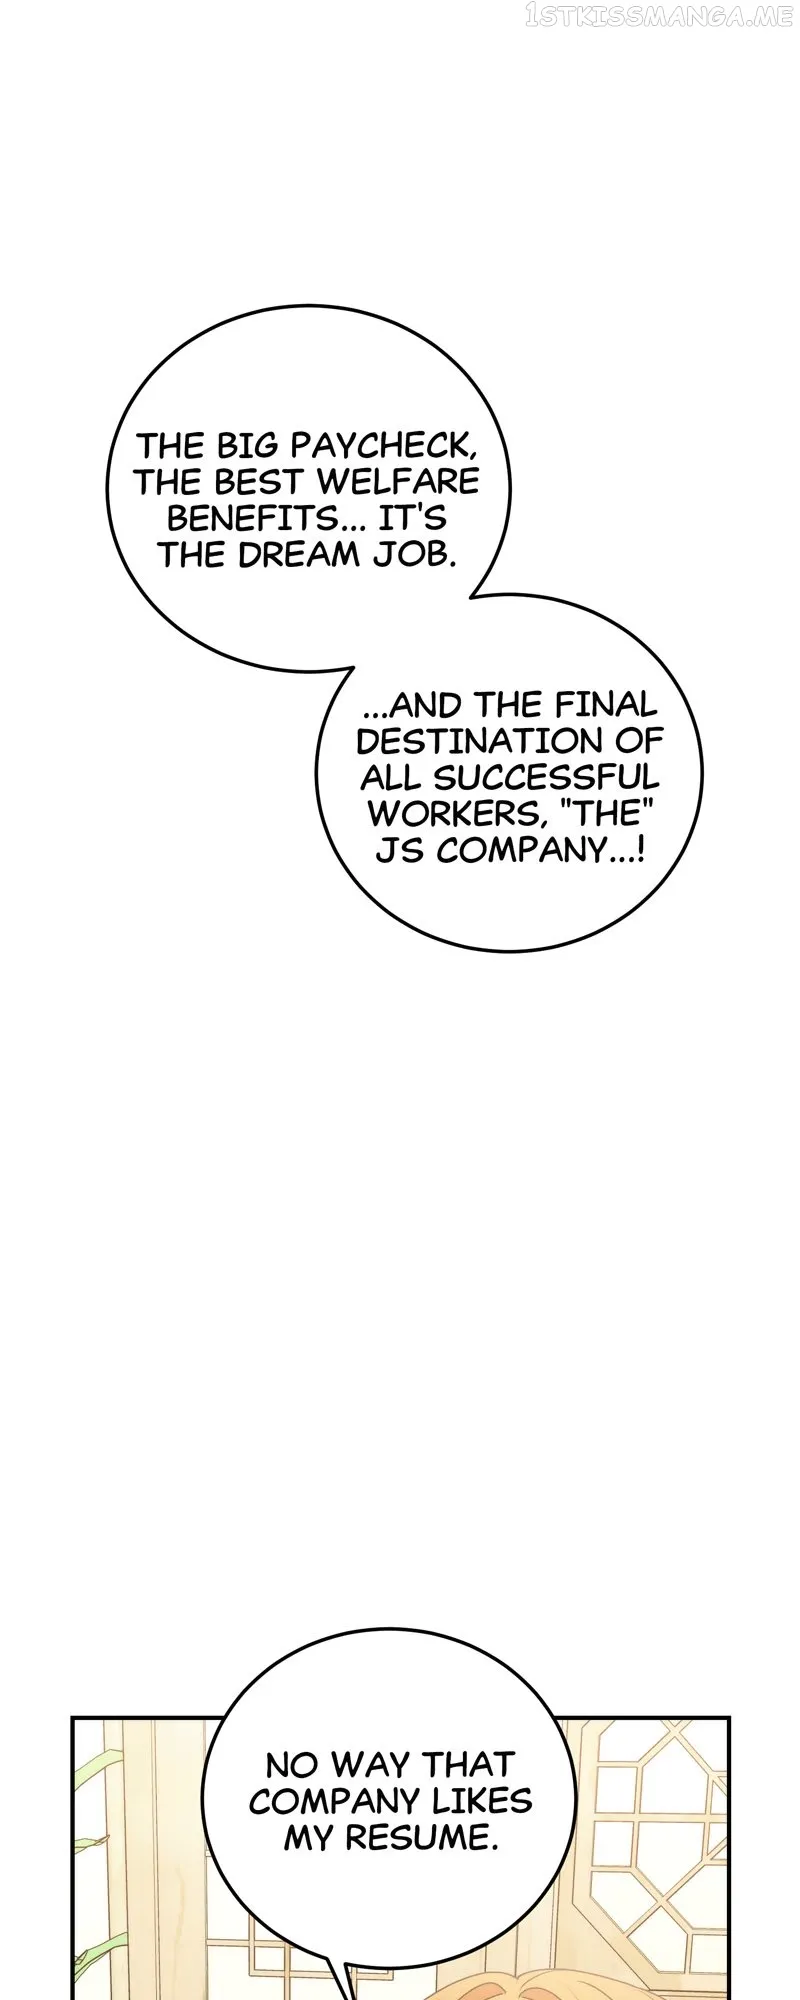 1STKISSMANGA.ME
THE BIG PAYCHECK,
THE BEST WELFARE
BENEFITS... IT'S
THE DREAM JOB.
...AND THE FINAL
DESTINATION OF
ALL SUCCESSFUL
WORKERS, "THE"
JS COMPANY...!
NO WAY THAT
COMPANY LIKES
MY RESUME.